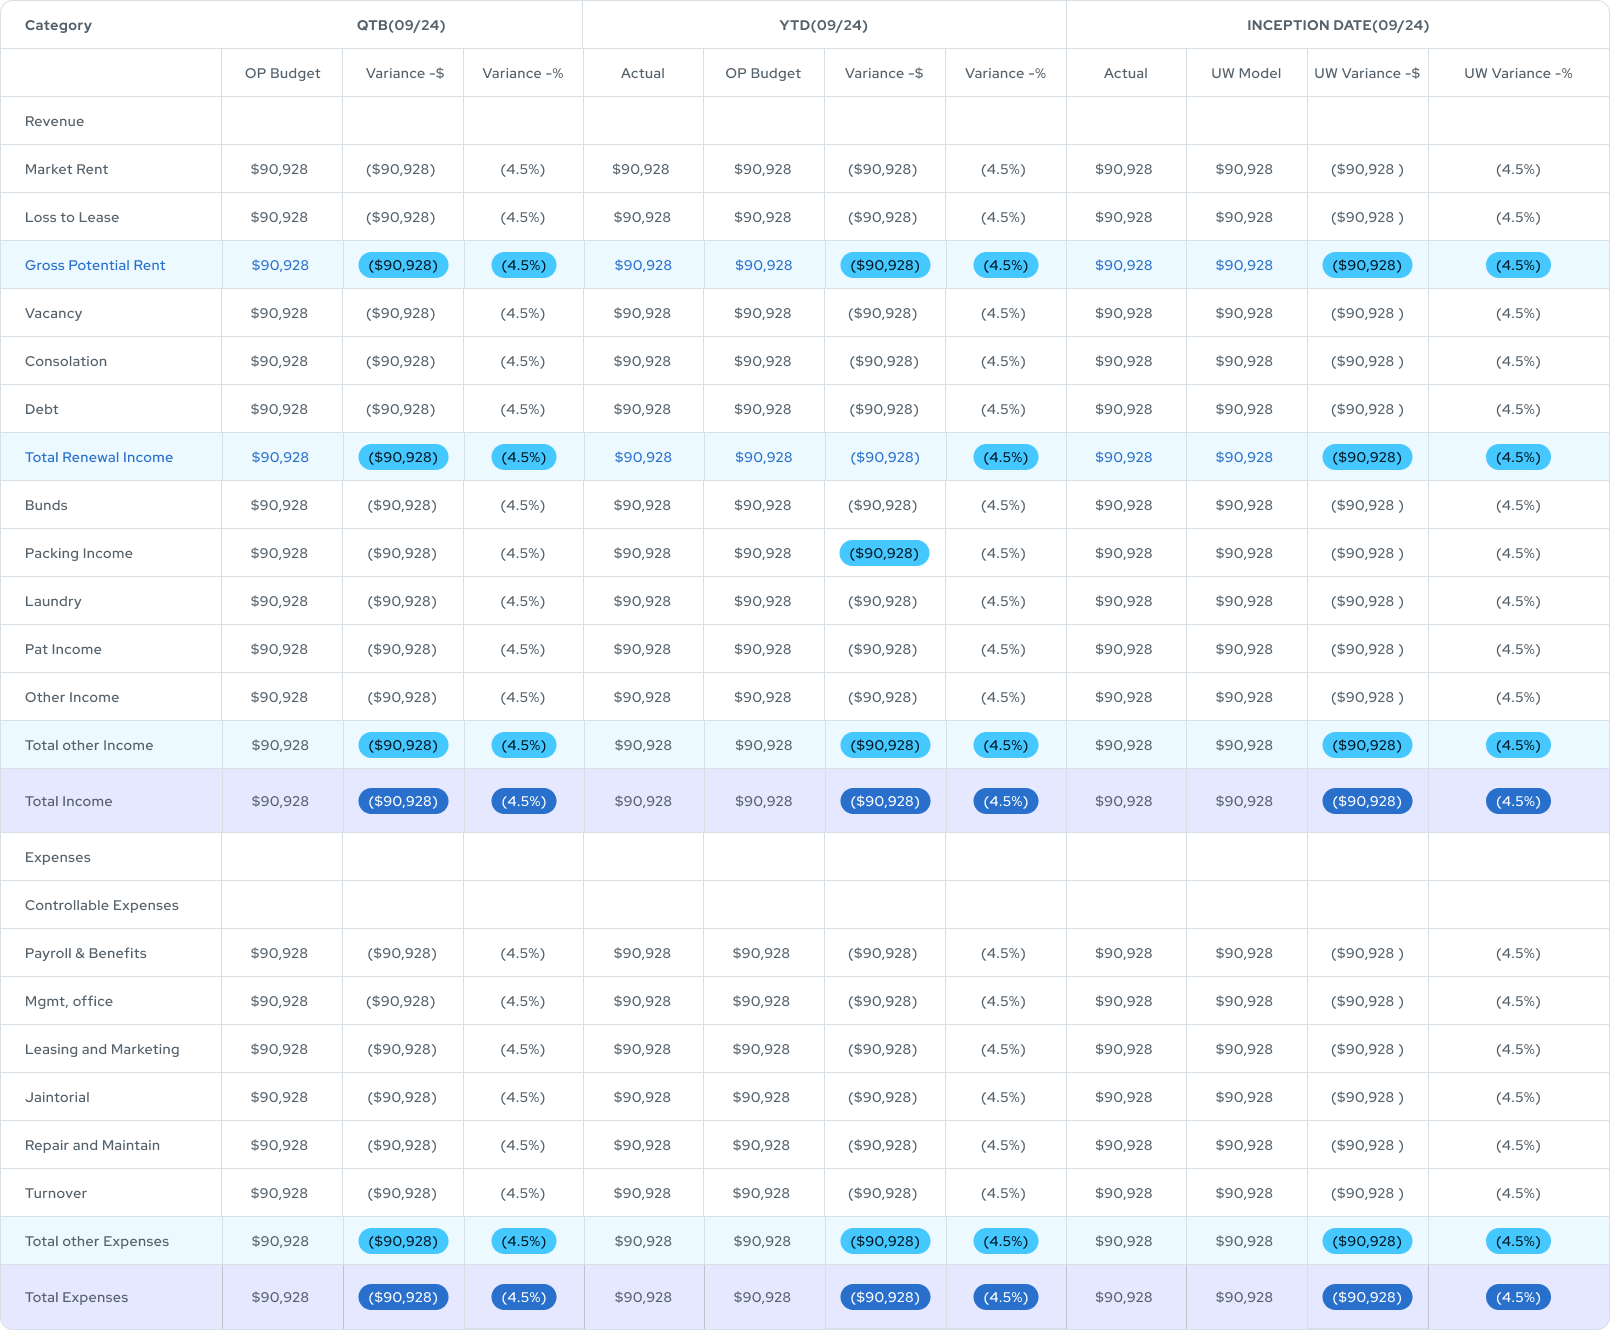 Category QTB(09/24) YTD(09/24) INCEPTION DATE(09/24)
OP Budget Variance -$ Variance -% Actual OP Budget Variance -$ Variance -% Actual UW Model UW Variance -$ UW Variance -%
Revenue
Market Rent $90,928 ($90,928) (4.5%) $90,928 $90,928 ($90,928) (4.5%) $90,928 $90,928 ($90,928 ) (4.5%)
Loss to Lease $90,928 ($90,928) (4.5%) $90,928 $90,928 ($90,928) (4.5%) $90,928 $90,928 ($90,928 ) (4.5%)
Gross Potential Rent $90,928 ($90,928) (4.5%) $90,928 $90,928 ($90,928) (4.5%) $90,928 $90,928 ($90,928) (4.5%)
Vacancy $90,928 ($90,928) (4.5%) $90,928 $90,928 ($90,928) (4.5%) $90,928 $90,928 ($90,928 ) (4.5%)
Consolation $90,928 ($90,928) (4.5%) $90,928 $90,928 ($90,928) (4.5%) $90,928 $90,928 ($90,928 ) (4.5%)
Debt $90,928 ($90,928) (4.5%) $90,928 $90,928 ($90,928) (4.5%) $90,928 $90,928 ($90,928 ) (4.5%)
Total Renewal Income $90,928 ($90,928) (4.5%) $90,928 $90,928 ($90,928) (4.5%) $90,928 $90,928 ($90,928) (4.5%)
Bunds $90,928 ($90,928) (4.5%) $90,928 $90,928 ($90,928) (4.5%) $90,928 $90,928 ($90,928 ) (4.5%)
Packing Income $90,928 ($90,928) (4.5%) $90,928 $90,928 ($90,928) (4.5%) $90,928 $90,928 ($90,928 ) (4.5%)
Laundry $90,928 ($90,928) (4.5%) $90,928 $90,928 ($90,928) (4.5%) $90,928 $90,928 ($90,928 ) (4.5%)
Pat Income $90,928 ($90,928) (4.5%) $90,928 $90,928 ($90,928) (4.5%) $90,928 $90,928 ($90,928 ) (4.5%)
Other Income $90,928 ($90,928) (4.5%) $90,928 $90,928 ($90,928) (4.5%) $90,928 $90,928 ($90,928 ) (4.5%)
Total other Income $90,928 ($90,928) (4.5%) $90,928 $90,928 ($90,928) (4.5%) $90,928 $90,928 ($90,928) (4.5%)
Total Income $90,928 ($90,928) (4.5%) $90,928 $90,928 ($90,928) (4.5%) $90,928 $90,928 ($90,928) (4.5%)
Expenses
Controllable Expenses
Payroll & Benefits $90,928 ($90,928) (4.5%) $90,928 $90,928 ($90,928) (4.5%) $90,928 $90,928 ($90,928 ) (4.5%)
Mgmt, office $90,928 ($90,928) (4.5%) $90,928 $90,928 ($90,928) (4.5%) $90,928 $90,928 ($90,928 ) (4.5%)
Leasing and Marketing $90,928 ($90,928) (4.5%) $90,928 $90,928 ($90,928) (4.5%) $90,928 $90,928 ($90,928 ) (4.5%)
Jaintorial $90,928 ($90,928) (4.5%) $90,928 $90,928 ($90,928) (4.5%) $90,928 $90,928 ($90,928 ) (4.5%)
Repair and Maintain $90,928 ($90,928) (4.5%) $90,928 $90,928 ($90,928) (4.5%) $90,928 $90,928 ($90,928 ) (4.5%)
Turnover $90,928 ($90,928) (4.5%) $90,928 $90,928 ($90,928) (4.5%) $90,928 $90,928 ($90,928 ) (4.5%)
Total other Expenses $90,928 ($90,928) (4.5%) $90,928 $90,928 ($90,928) (4.5%) $90,928 $90,928 ($90,928) (4.5%)
Total Expenses $90,928 ($90,928) (4.5%) $90,928 $90,928 ($90,928) (4.5%) $90,928 $90,928 ($90,928) (4.5%)